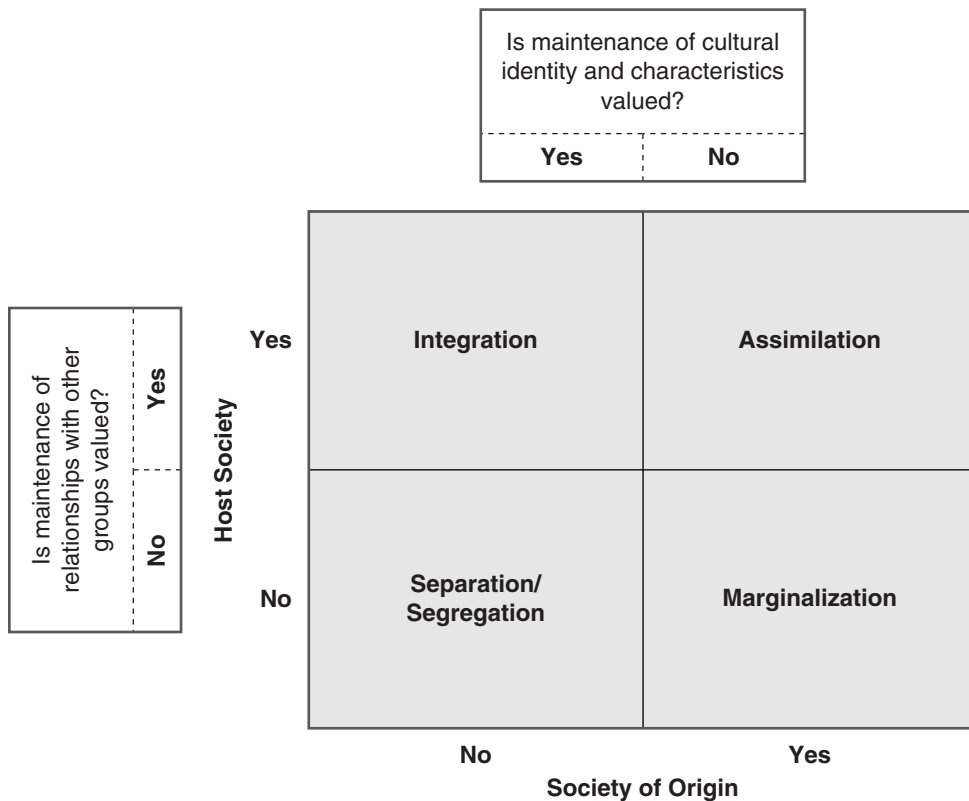 Is maintenance of cultural
identity and characteristics
valued?
Yes No
Is maintenance of
relationships with other
groups valued?
Yes
No
Host Society
Yes
No
Integration
Assimilation
Separation/
Segregation
Marginalization
No Yes
Society of Origin